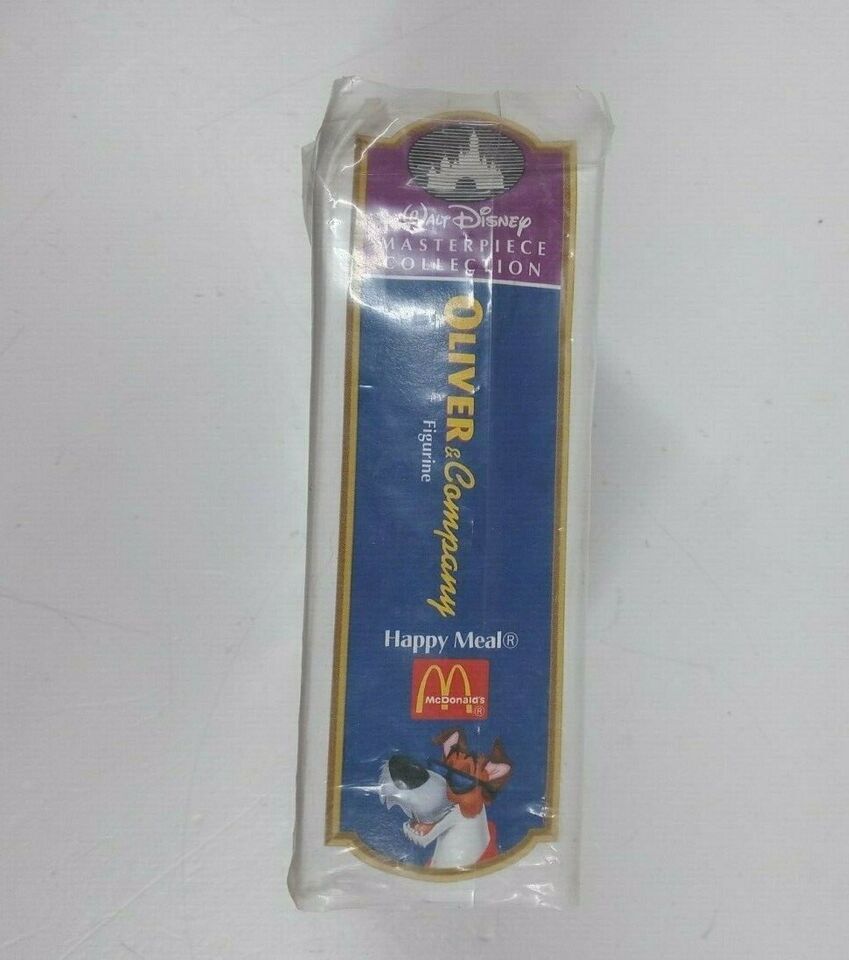 WALT DISNEY
MASTERPIECE
COLLECTION
OLIVER & Company
Figurine
Happy Meal®
McDonald's
®